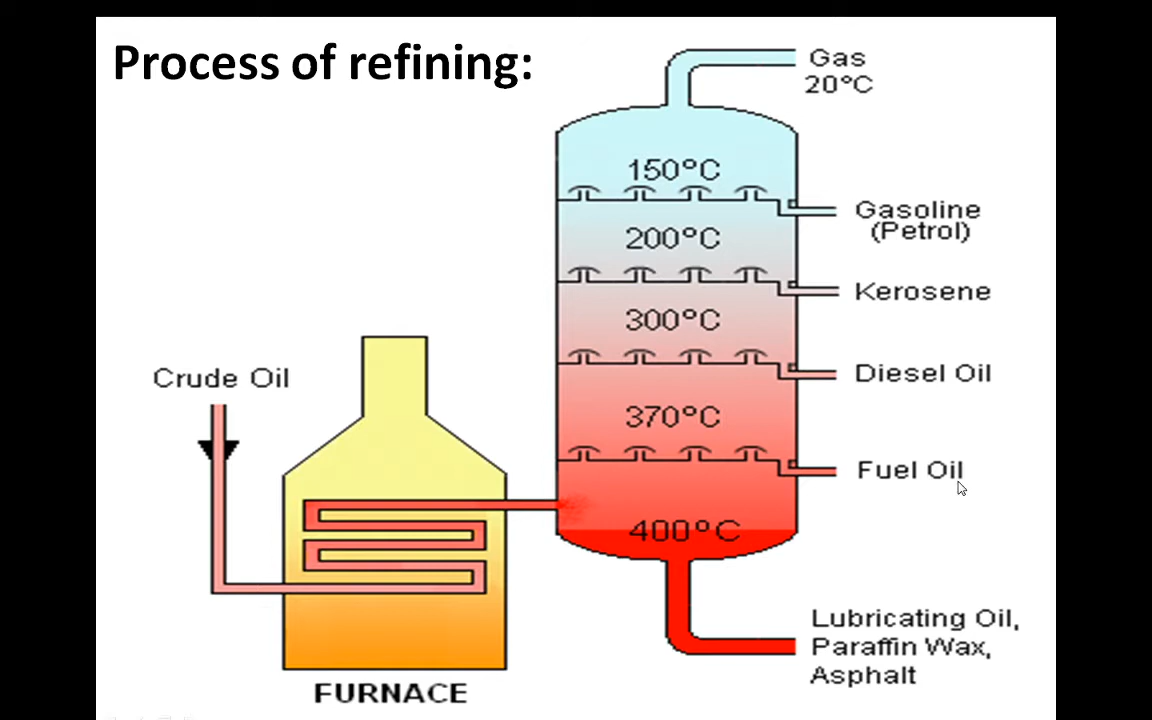 Process of refining:
Gas
20°C
150°C
Gasoline
(Petrol)
200°C
Kerosene
300°C
Crude Oil
Diesel Oil
370°C
Fuel Oil
400°C
Lubricating Oil,
Paraffin Wax,
Asphalt
FURNACE